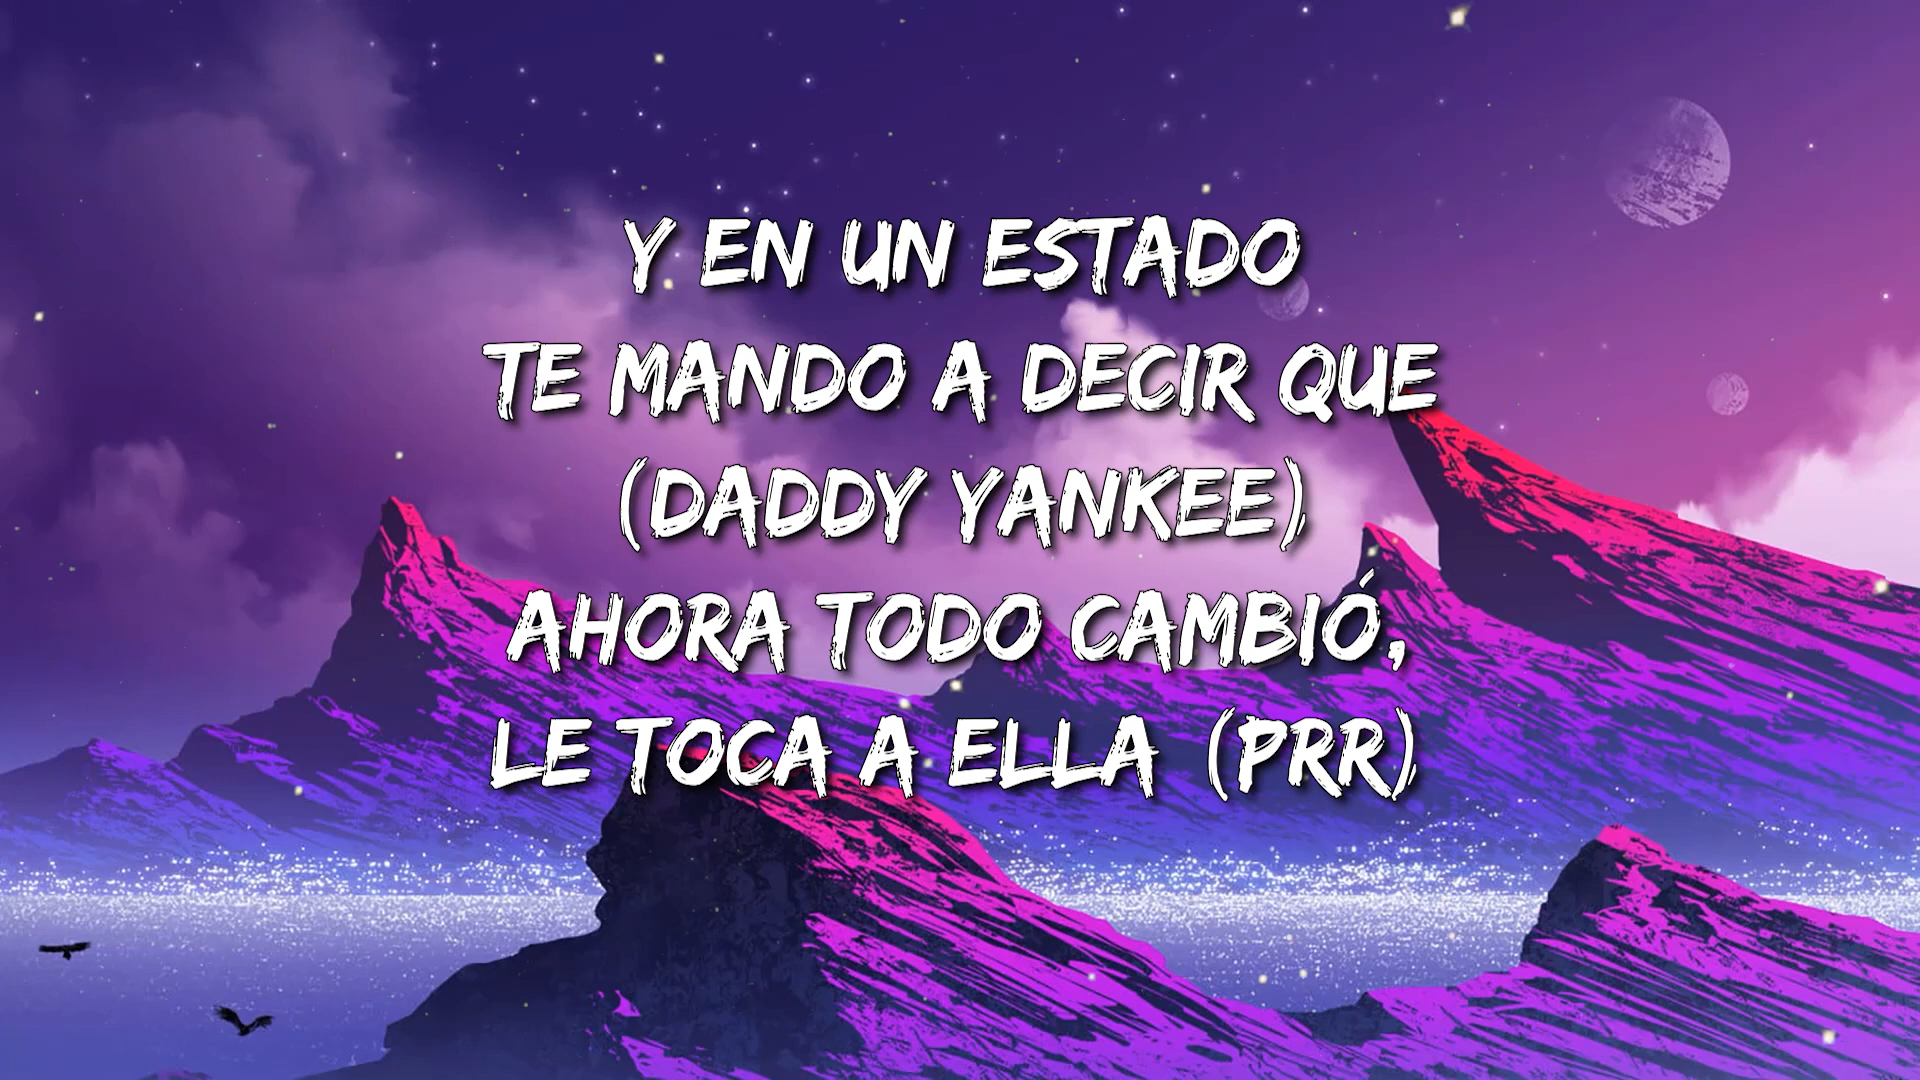 Y EN UN ESTADO
TE MANDO A DECIR QUE
(DADDY YANKEE)
AHORA TODO CAMBIÓ,
LE TOCA A ELLA (PRR)